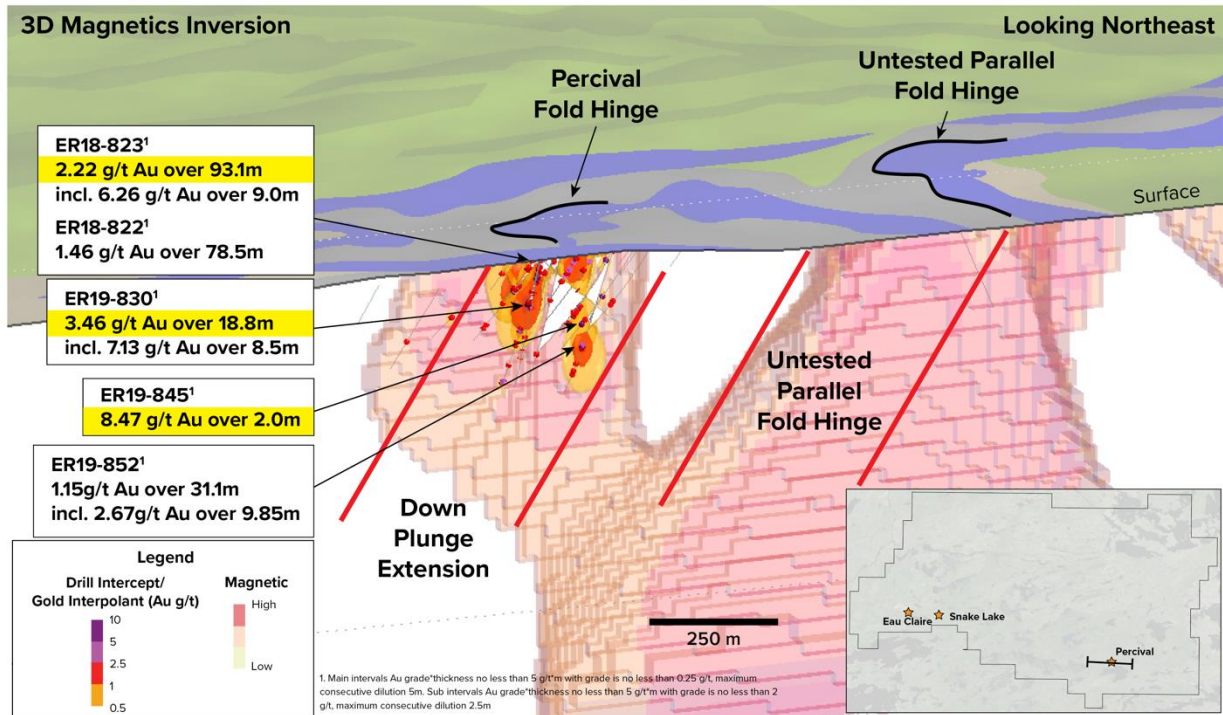 3D Magnetics Inversion
Looking Northeast
Percival
Fold Hinge
Untested Parallel
Fold Hinge
Surface
ER18-823¹
2.22 g/t Au over 93.1m
incl. 6.26 g/t Au over 9.0m
ER18-822¹
1.46 g/t Au over 78.5m
ER19-830¹
3.46 g/t Au over 18.8m
incl. 7.13 g/t Au over 8.5m
ER19-845¹
8.47 g/t Au over 2.0m
ER19-852¹
1.15g/t Au over 31.1m
incl. 2.67g/t Au over 9.85m
Untested
Parallel
Fold Hinge
Down
Plunge
Extension
Legend
Drill Intercept/
Gold Interpolant (Au g/t)
10
5
2.5
1
0.5
Magnetic
High
Low
250 m
1. Main intervals Au grade*thickness no less than 5 g/t*m with grade is no less than 0.25 g/t, maximum
consecutive dilution 5m. Sub intervals Au grade*thickness no less than 5 g/t*m with grade is no less than 2
g/t, maximum consecutive dilution 2.5m
Eau Claire
Snake Lake
Percival